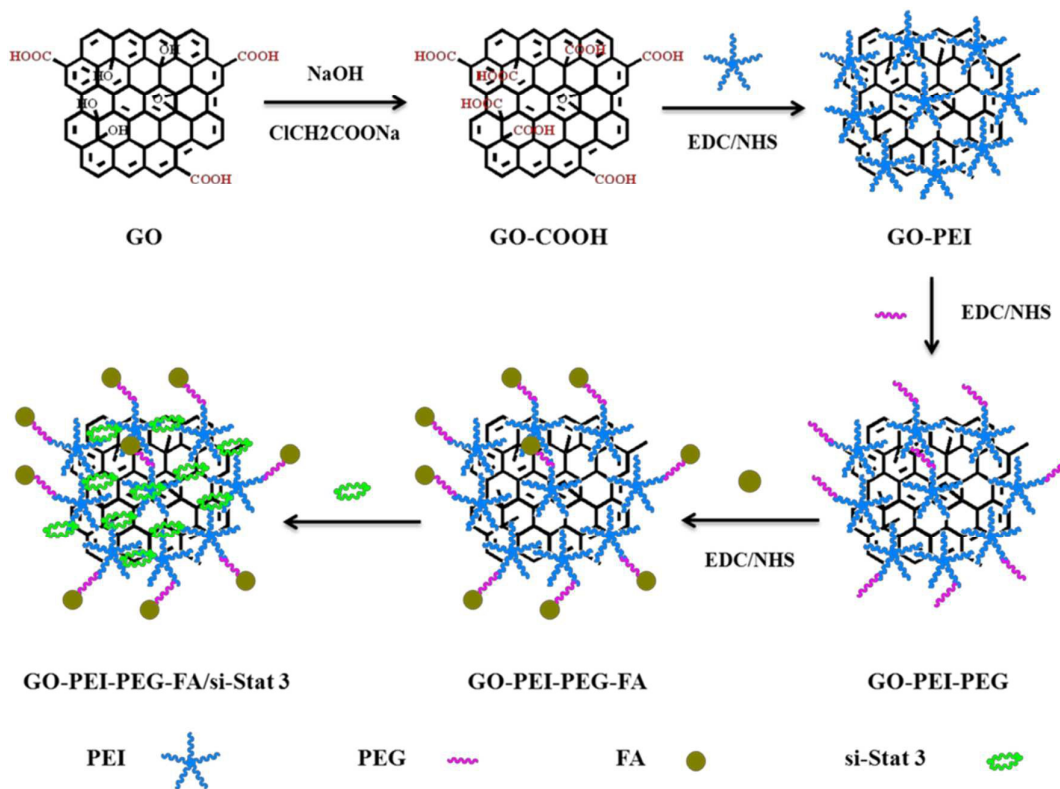 HOOC
OH
COOH
HO
HO
O
OH
COOH
GO
NaOH
ClCH2COONa
HOOC
COOH
COOH
HOOC
HOOC
O
COOH
COOH
GO-COOH
EDC/NHS
GO-PEI
EDC/NHS
EDC/NHS
GO-PEI-PEG-FA/si-Stat 3
GO-PEI-PEG-FA
GO-PEI-PEG
PEI
PEG
FA
si-Stat 3